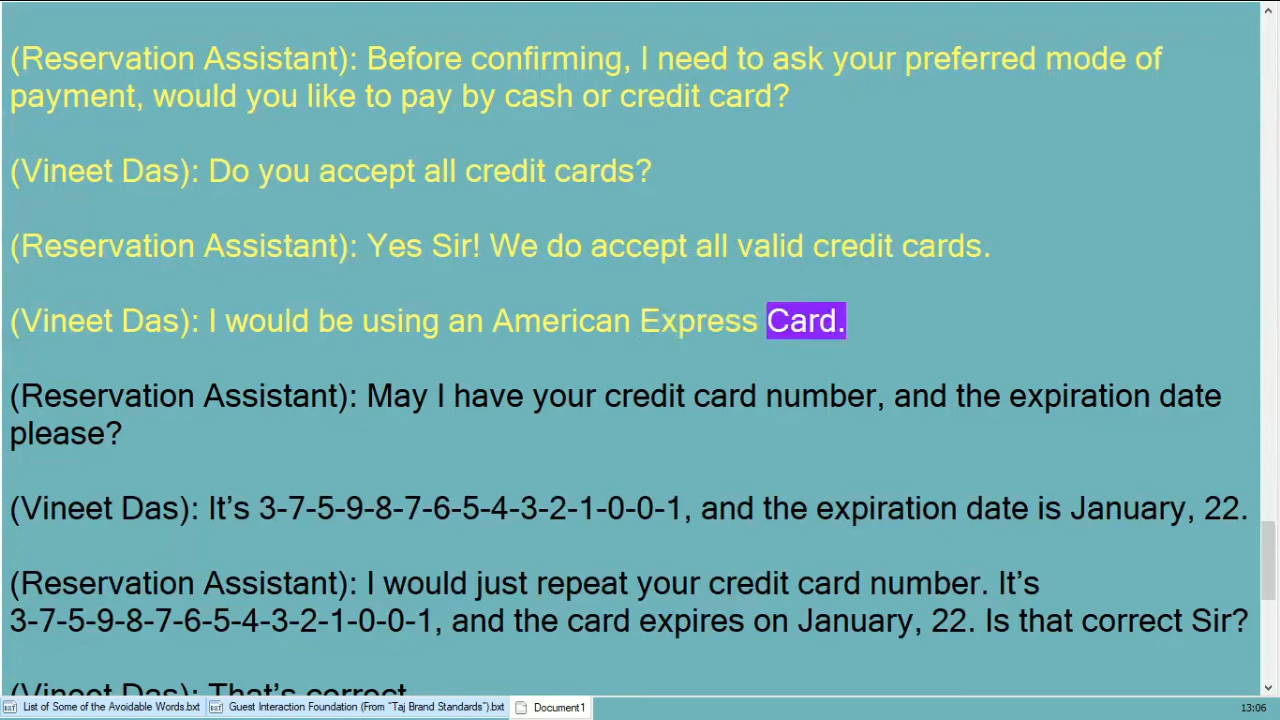 (Reservation Assistant): Before confirming, I need to ask your preferred mode of
payment, would you like to pay by cash or credit card?
(Vineet Das): Do you accept all credit cards?
(Reservation Assistant): Yes Sir! We do accept all valid credit cards.
(Vineet Das): I would be using an American Express Card.
(Reservation Assistant): May I have your credit card number, and the expiration date
please?
(Vineet Das): It’s 3-7-5-9-8-7-6-5-4-3-2-1-0-0-1, and the expiration date is January, 22.
(Reservation Assistant): I would just repeat your credit card number. It’s
3-7-5-9-8-7-6-5-4-3-2-1-0-0-1, and the card expires on January, 22. Is that correct Sir?
(Vineet Das): That’s correct
List of Some of the Avoidable Words.txt
Guest Interaction Foundation (From "Taj Brand Standards").txt
Document1
13:06